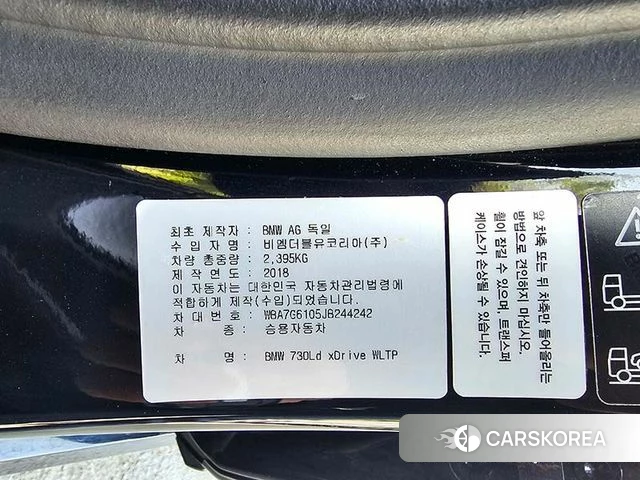 최초 제작자 : BMW AG 독일
수 입 자 명 : 비엠더블유코리아(주)
차량 총중량 : 2,395KG
제 작 연 도 : 2018
이 자동차는 대한민국 자동차관리법령에
적합하게 제작(수입)되었습니다.
차 대 번 호 : WBA7G6105JB244242
차 종 : 승용자동차
차 명 : BMW 730Ld xDrive WLTP
앞 차축 또는 뒤 차축만 들어올리는
방법으로 견인하지 마십시오.
휠이 잠길 수 있으며, 트랜스퍼
케이스가 손상될 수 있습니다.
CARSKOREA